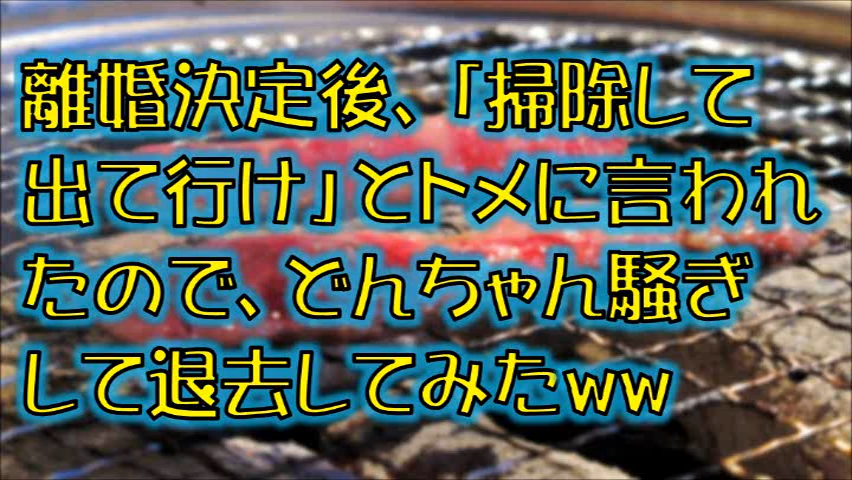 離婚決定後、「掃除して
出て行け」とトメに言われ
たので、どんちゃん騒ぎ
して退去してみたww